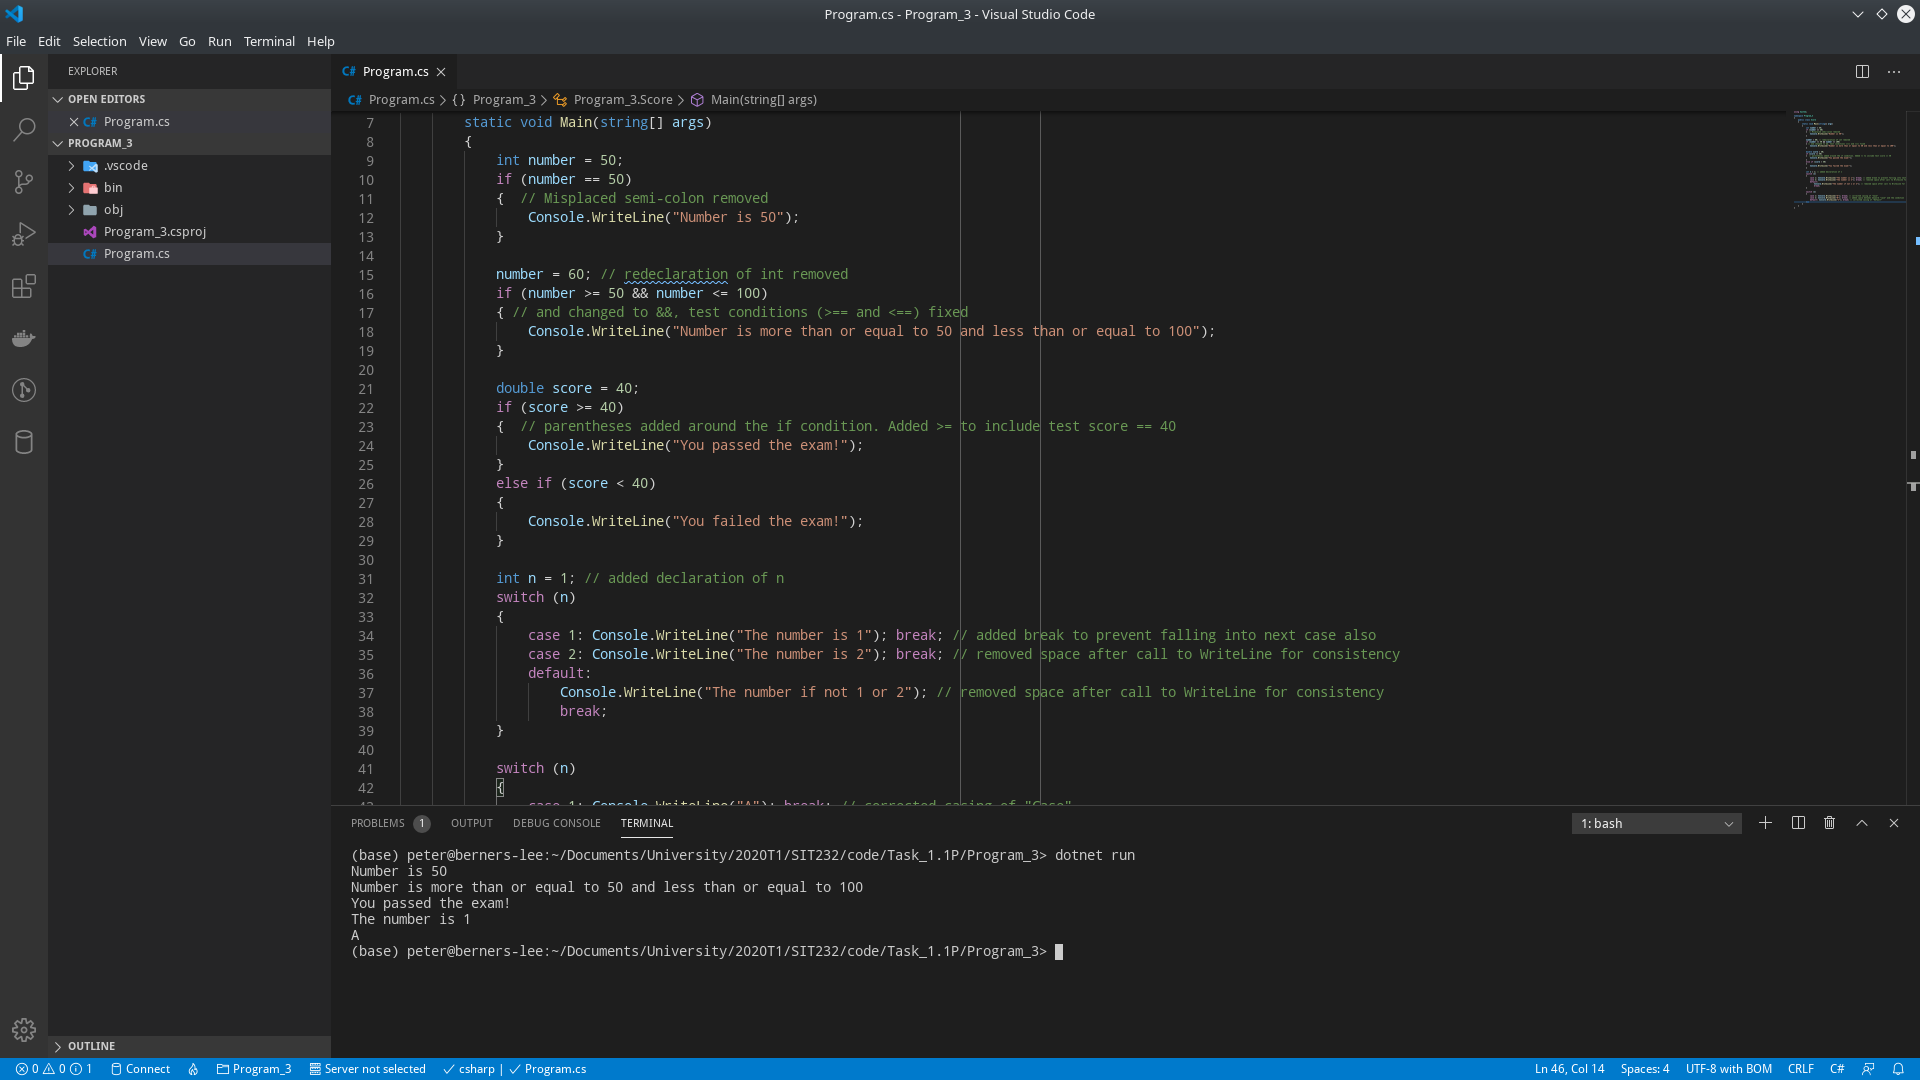 Program.cs - Program_3 - Visual Studio Code
File Edit Selection View Go Run Terminal Help
EXPLORER
OPEN EDITORS
Program.cs
PROGRAM_3
.vscode
bin
obj
Program_3.csproj
Program.cs
Program.cs
Program.cs > {} Program_3 > Program_3.Score > Main(string[] args)
7 static void Main(string[] args)
8 {
9 int number = 50;
10 if (number == 50)
11 { // Misplaced semi-colon removed
12 Console.WriteLine("Number is 50");
13 }
14
15 number = 60; // redeclaration of int removed
16 if (number >= 50 && number <= 100)
17 { // and changed to &&, test conditions (>== and <==) fixed
18 Console.WriteLine("Number is more than or equal to 50 and less than or equal to 100");
19 }
20
21 double score = 40;
22 if (score >= 40)
23 { // parentheses added around the if condition. Added >= to include test score == 40
24 Console.WriteLine("You passed the exam!");
25 }
26 else if (score < 40)
27 {
28 Console.WriteLine("You failed the exam!");
29 }
30
31 int n = 1; // added declaration of n
32 switch (n)
33 {
34 case 1: Console.WriteLine("The number is 1"); break; // added break to prevent falling into next case also
35 case 2: Console.WriteLine("The number is 2"); break; // removed space after call to WriteLine for consistency
36 default:
37 Console.WriteLine("The number if not 1 or 2"); // removed space after call to WriteLine for consistency
38 break;
39 }
40
41 switch (n)
42 {
43 case 1: Console.WriteLine("A"); break; // corrected casing of "Case"
PROBLEMS 1 OUTPUT DEBUG CONSOLE TERMINAL
1: bash
(base) peter@berners-lee:~/Documents/University/2020T1/SIT232/code/Task_1.1P/Program_3> dotnet run
Number is 50
Number is more than or equal to 50 and less than or equal to 100
You passed the exam!
The number is 1
A
(base) peter@berners-lee:~/Documents/University/2020T1/SIT232/code/Task_1.1P/Program_3>
OUTLINE
0 0 1 Connect Program_3 Server not selected csharp | Program.cs
Ln 46, Col 14 Spaces: 4 UTF-8 with BOM CRLF C#